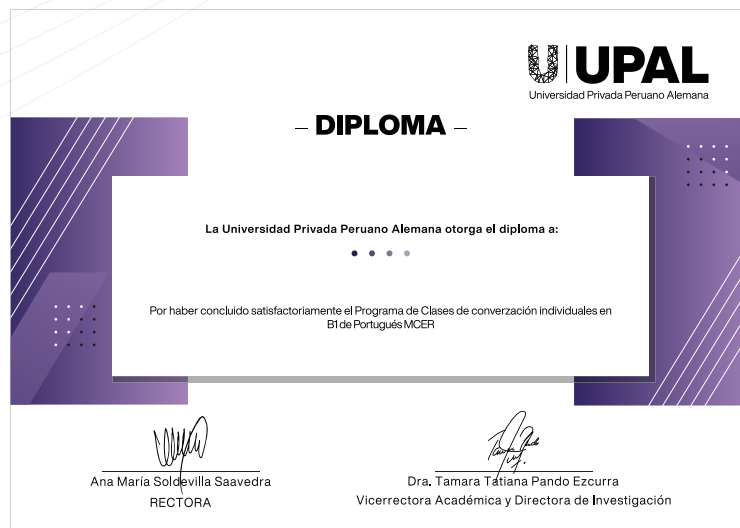 UPAL
Universidad Privada Peruano Alemana
– DIPLOMA –
La Universidad Privada Peruano Alemana otorga el diploma a:
Por haber concluido satisfactoriamente el Programa de Clases de converzación individuales en
B1 de Portugués MCER
Ana María Soldevilla Saavedra
RECTORA
Dra. Tamara Tatiana Pando Ezcurra
Vicerrectora Académica y Directora de Investigación